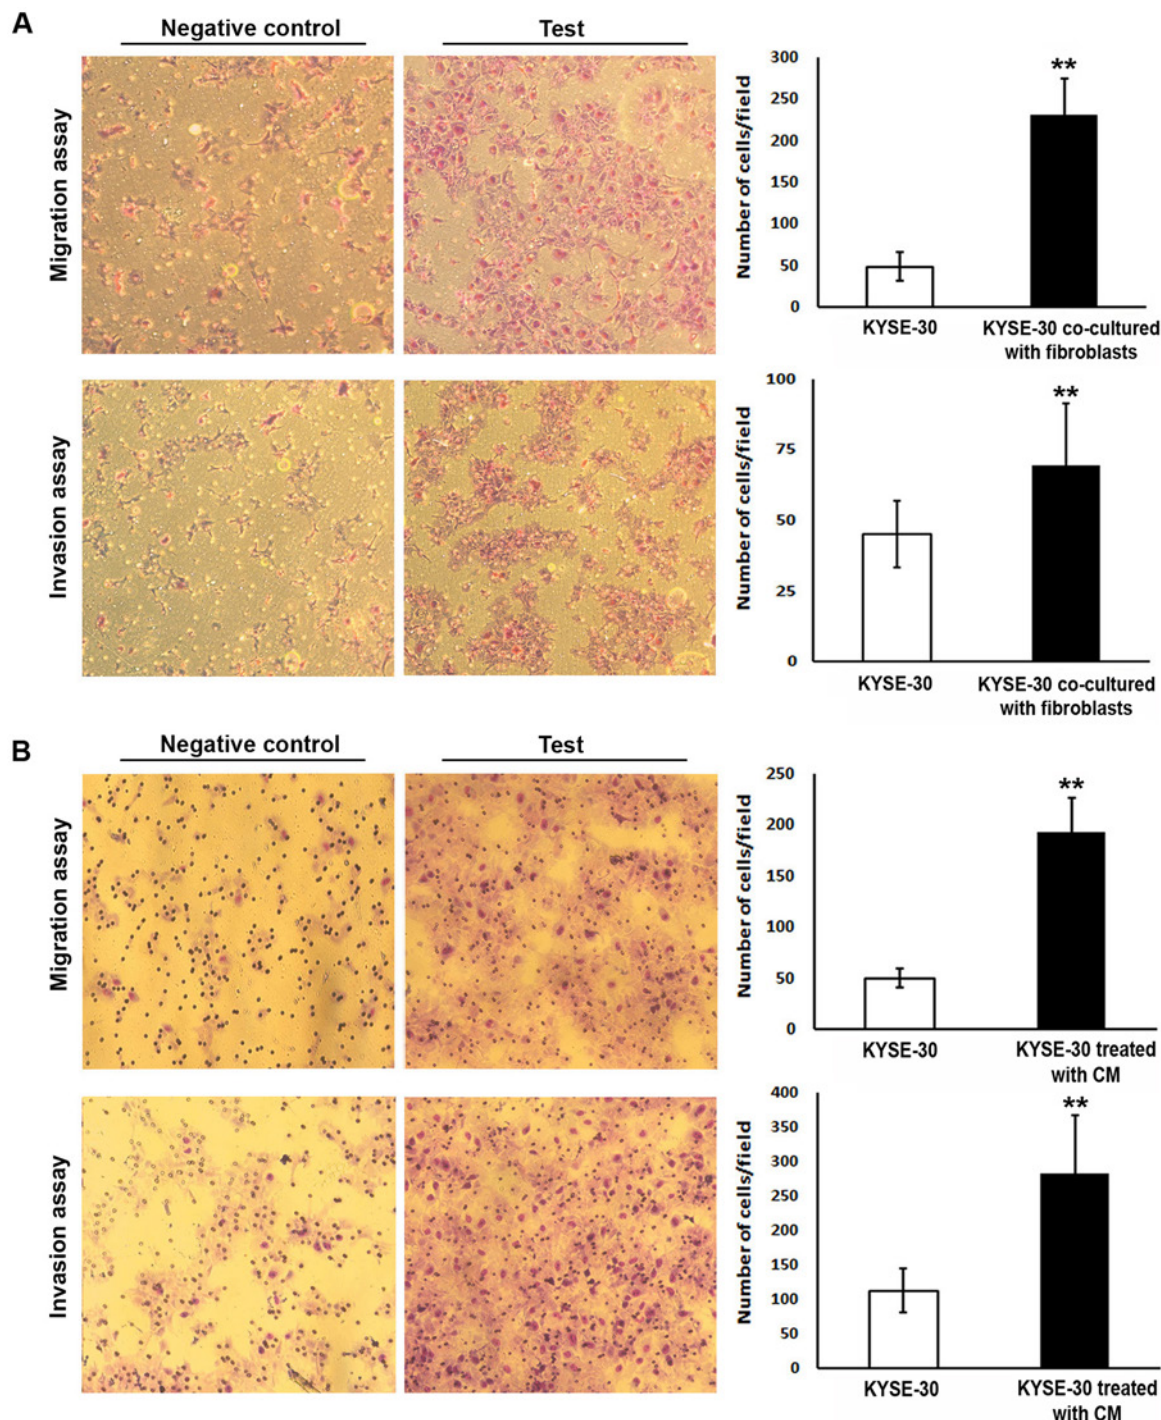 A
Negative control
Test
Migration assay
Number of cells/field
300
250
200
150
100
50
0
**
KYSE-30
KYSE-30 co-cultured
with fibroblasts
Invasion assay
Number of cells/field
100
75
50
25
0
**
KYSE-30
KYSE-30 co-cultured
with fibroblasts
B
Negative control
Test
Migration assay
Number of cells/field
250
200
150
100
50
0
**
KYSE-30
KYSE-30 treated
with CM
Invasion assay
Number of cells/field
400
350
300
250
200
150
100
50
0
**
KYSE-30
KYSE-30 treated
with CM